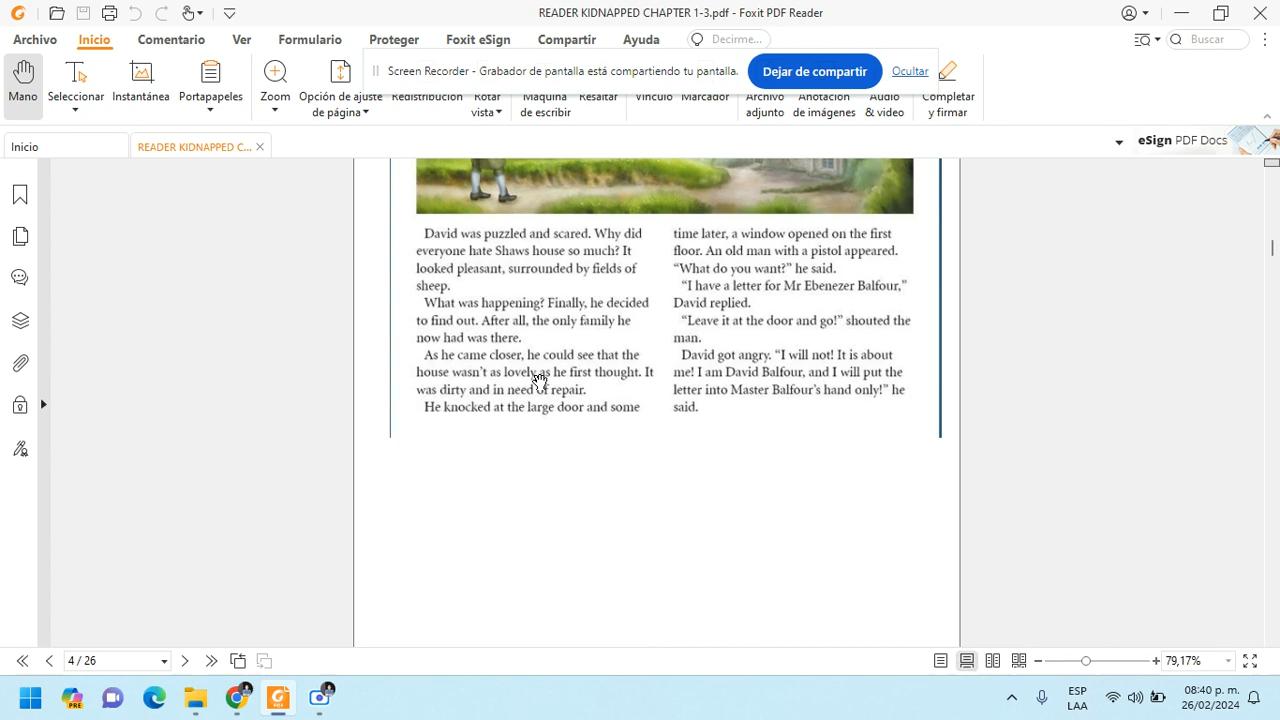 READER KIDNAPPED CHAPTER 1-3.pdf - Foxit PDF Reader
Archivo Inicio Comentario Ver Formulario Proteger Foxit eSign Compartir Ayuda Decirme... Buscar
Screen Recorder - Grabador de pantalla está compartiendo tu pantalla. Dejar de compartir Ocultar
Mano Seleccionar Instantánea Portapapeles Zoom Opción de ajuste de página Redistribución Rotar vista Máquina de escribir Resaltar Vínculo Marcador Archivo adjunto Anotación de imágenes Audio & video Completar y firmar
Inicio READER KIDNAPPED C... eSign PDF Docs
David was puzzled and scared. Why did
everyone hate Shaws house so much? It
looked pleasant, surrounded by fields of
sheep.
What was happening? Finally, he decided
to find out. After all, the only family he
now had was there.
As he came closer, he could see that the
house wasn't as lovely as he first thought. It
was dirty and in need of repair.
He knocked at the large door and some
time later, a window opened on the first
floor. An old man with a pistol appeared.
“What do you want?” he said.
“I have a letter for Mr Ebenezer Balfour,”
David replied.
“Leave it at the door and go!” shouted the
man.
David got angry. “I will not! It is about
me! I am David Balfour, and I will put the
letter into Master Balfour's hand only!” he
said.
4 / 26 79,17%
PRE PDF ESP LAA 08:40 p. m. 26/02/2024